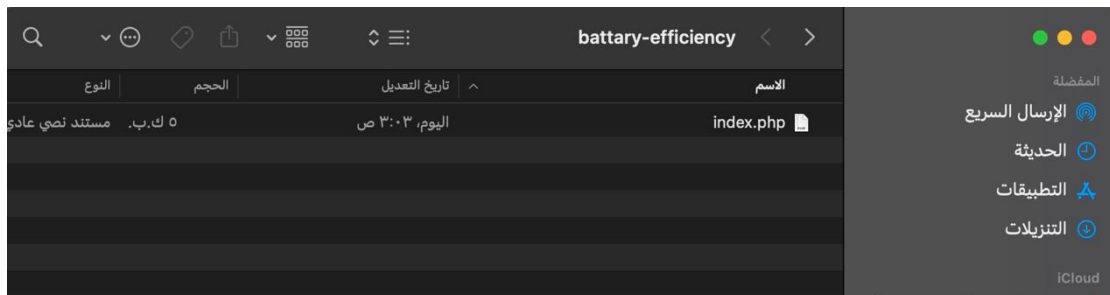 battary-efficiency
المفضلة
الإرسال السريع
الحديثة
التطبيقات
التنزيلات
iCloud
الاسم	تاريخ التعديل	الحجم	النوع
index.php	اليوم، ٣:٠٣ ص	٥ ك.ب.	مستند نصي عادي